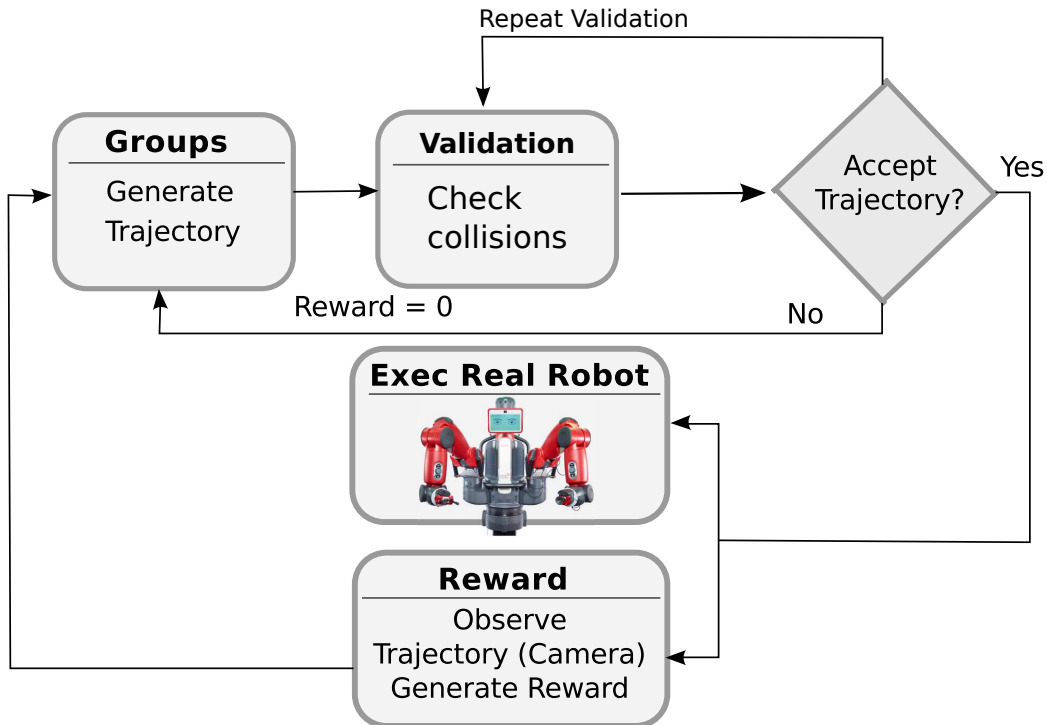 Repeat Validation
Groups
Generate
Trajectory
Validation
Check
collisions
Accept
Trajectory?
Yes
Reward = 0
No
Exec Real Robot
Reward
Observe
Trajectory (Camera)
Generate Reward